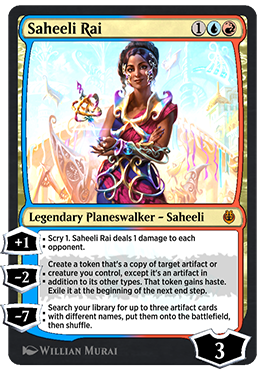 Saheeli Rai 1
Legendary Planeswalker – Saheeli
+1 Scry 1. Saheeli Rai deals 1 damage to each
opponent.
Create a token that's a copy of target artifact or
-2 creature you control, except it's an artifact in
addition to its other types. That token gains haste.
Exile it at the beginning of the next end step.
-7 Search your library for up to three artifact cards
with different names, put them onto the battlefield,
then shuffle.
3
WILLIAN MURAI